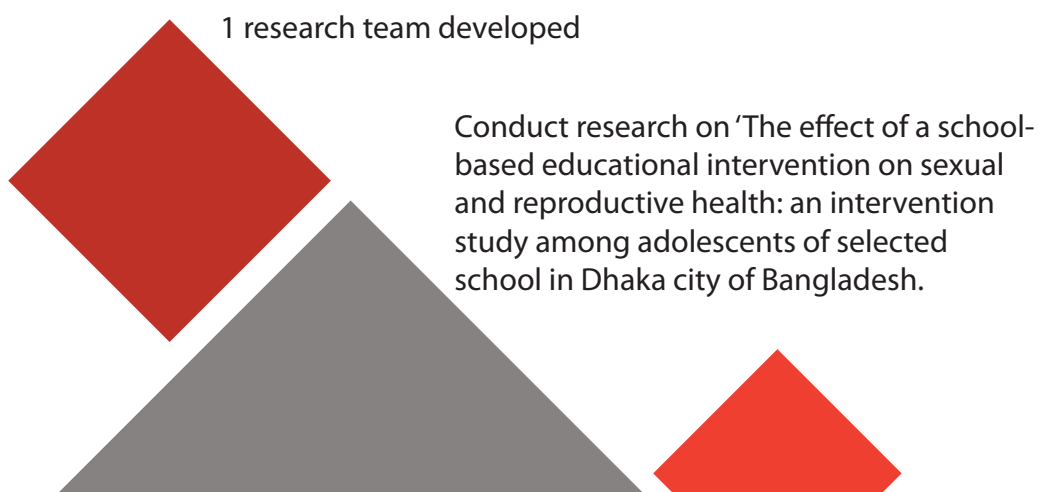 1 research team developed
Conduct research on ‘The effect of a school-
based educational intervention on sexual
and reproductive health: an intervention
study among adolescents of selected
school in Dhaka city of Bangladesh.